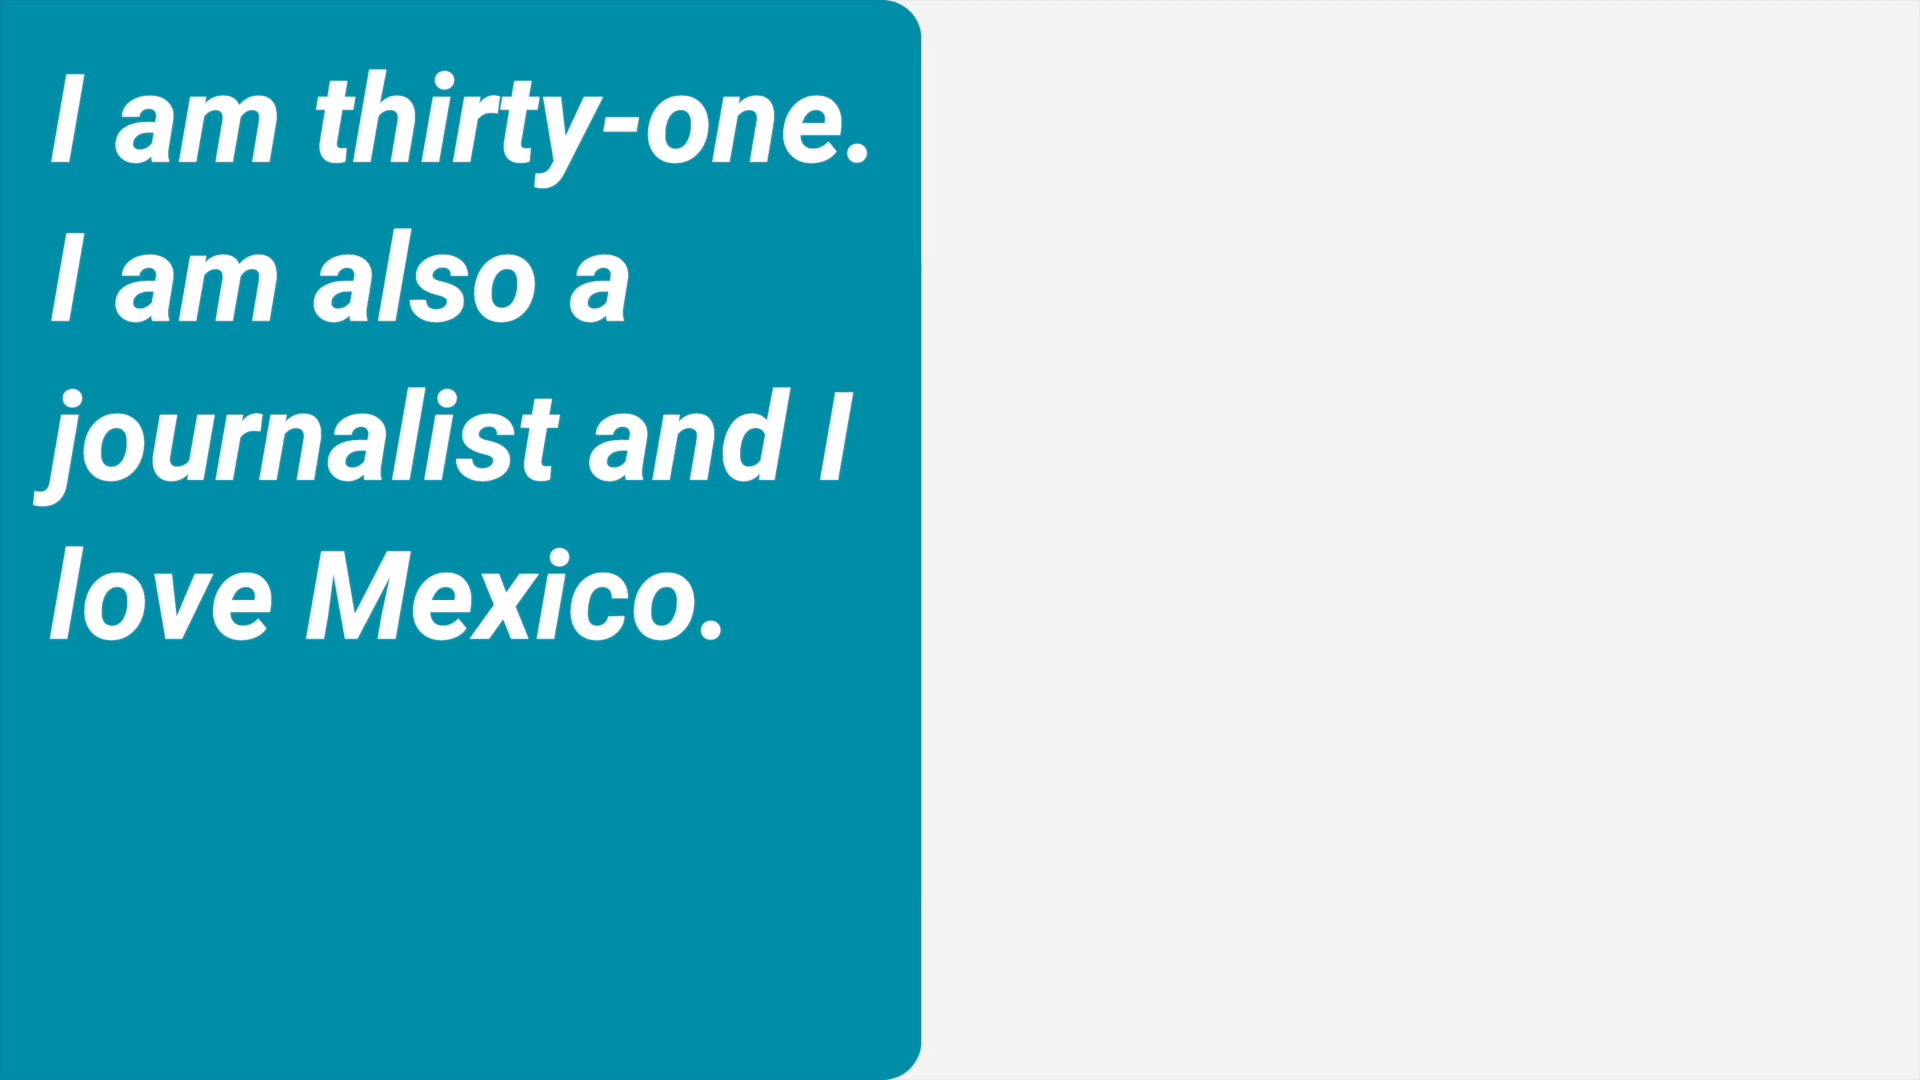 I am thirty-one.
I am also a
journalist and I
love Mexico.